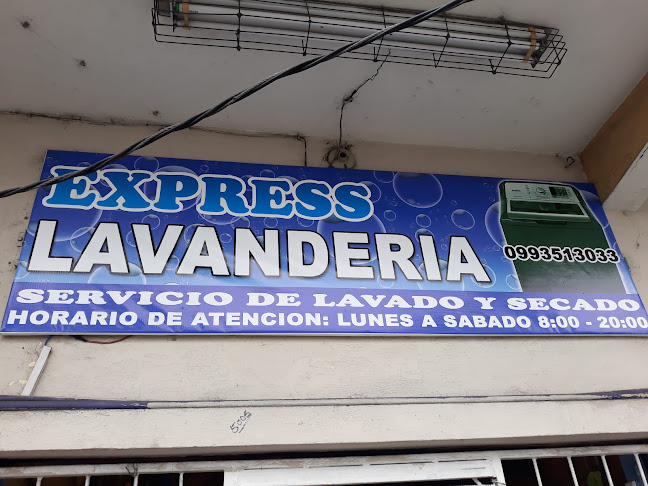 EXPRESS
LAVANDERIA
0993513033
SERVICIO DE LAVADO Y SECADO
HORARIO DE ATENCION: LUNES A SABADO 8:00 - 20:00